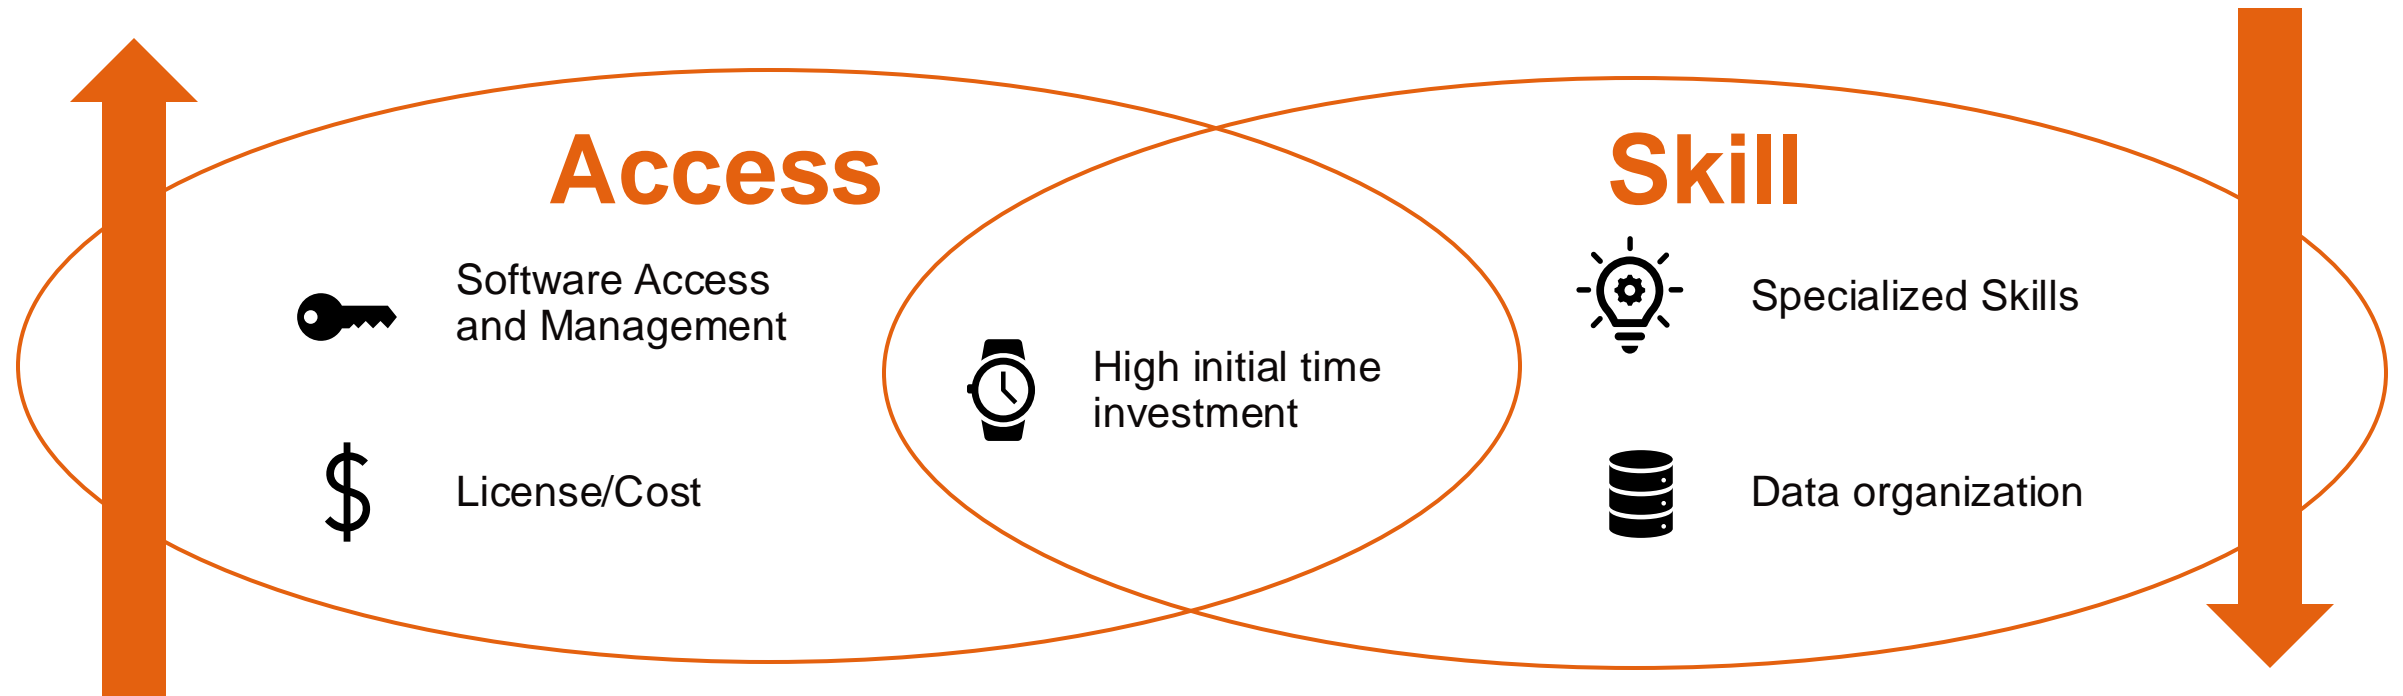 Access
Software Access
and Management
License/Cost
High initial time
investment
Skill
Specialized Skills
Data organization